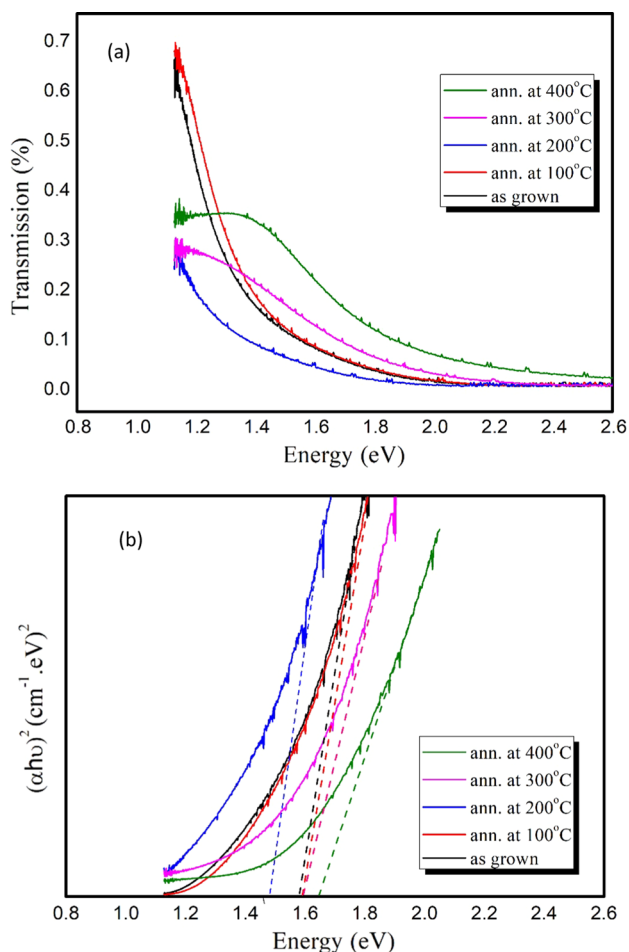 (a)
Transmission (%)
0.7
0.6
0.5
0.4
0.3
0.2
0.1
0.0
ann. at 400°C
ann. at 300°C
ann. at 200°C
ann. at 100°C
as grown
0.8 1.0 1.2 1.4 1.6 1.8 2.0 2.2 2.4 2.6
Energy (eV)
(b)
(αhυ)² (cm⁻¹.eV)²
ann. at 400°C
ann. at 300°C
ann. at 200°C
ann. at 100°C
as grown
0.8 1.0 1.2 1.4 1.6 1.8 2.0 2.2 2.4 2.6
Energy (eV)